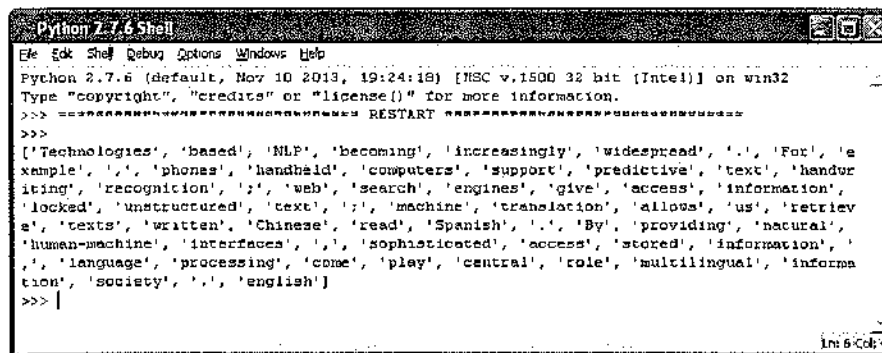 Python 2.7.6 Shell
File Edit Shell Debug Options Windows Help
Python 2.7.6 (default, Nov 10 2013, 19:24:18) [MSC v.1500 32 bit (Intel)] on win32
Type "copyright", "credits" or "license()" for more information.
>>> ================================ RESTART ================================
>>>
['Technologies', 'based', 'NLP', 'becoming', 'increasingly', 'widespread', '.', 'For', 'e
xample', ',', 'phones', 'handheld', 'computers', 'support', 'predictive', 'text', 'handwr
iting', 'recognition', ';', 'web', 'search', 'engines', 'give', 'access', 'information',
'locked', 'unstructured', 'text', ';', 'machine', 'translation', 'allows', 'us', 'retriev
e', 'texts', 'written', 'Chinese', 'read', 'Spanish', '.', 'By', 'providing', 'natural',
'human-machine', 'interfaces', ',', 'sophisticated', 'access', 'stored', 'information', '
,', 'language', 'processing', 'come', 'play', 'central', 'role', 'multilingual', 'informa
tion', 'society', '.', 'english']
>>>
Ln: 6 Col: